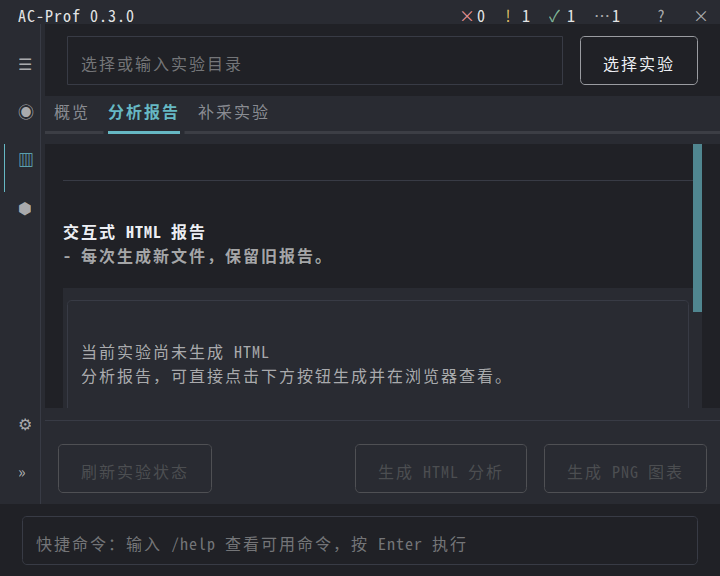 AC-Prof 0.3.0
× 0 ! 1 ✓ 1 ⋯1 ? ×
选择或输入实验目录
选择实验
概览 分析报告 补采实验
交互式 HTML 报告
- 每次生成新文件，保留旧报告。
当前实验尚未生成 HTML
分析报告，可直接点击下方按钮生成并在浏览器查看。
刷新实验状态
生成 HTML 分析
生成 PNG 图表
»
快捷命令：输入 /help 查看可用命令，按 Enter 执行